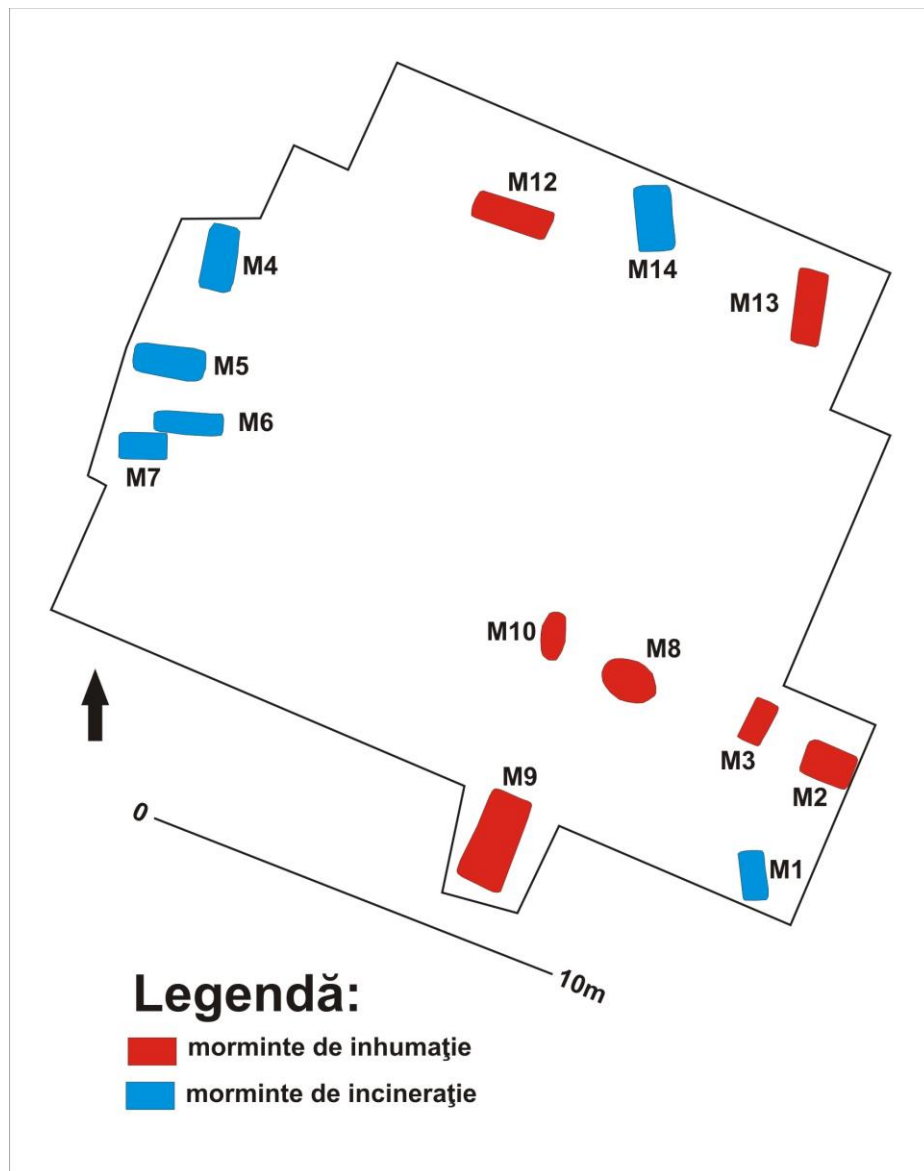 M12
M4
M14
M13
M5
M6
M7
M10
M8
M3
M9
M2
0
M1
10m
Legendă:
morminte de inhumaţie
morminte de incineraţie